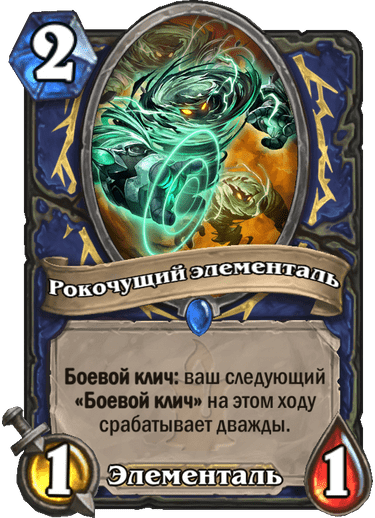 2
Рокочущий элементаль
Боевой клич: ваш следующий
«Боевой клич» на этом ходу
срабатывает дважды.
1 Элементаль 1